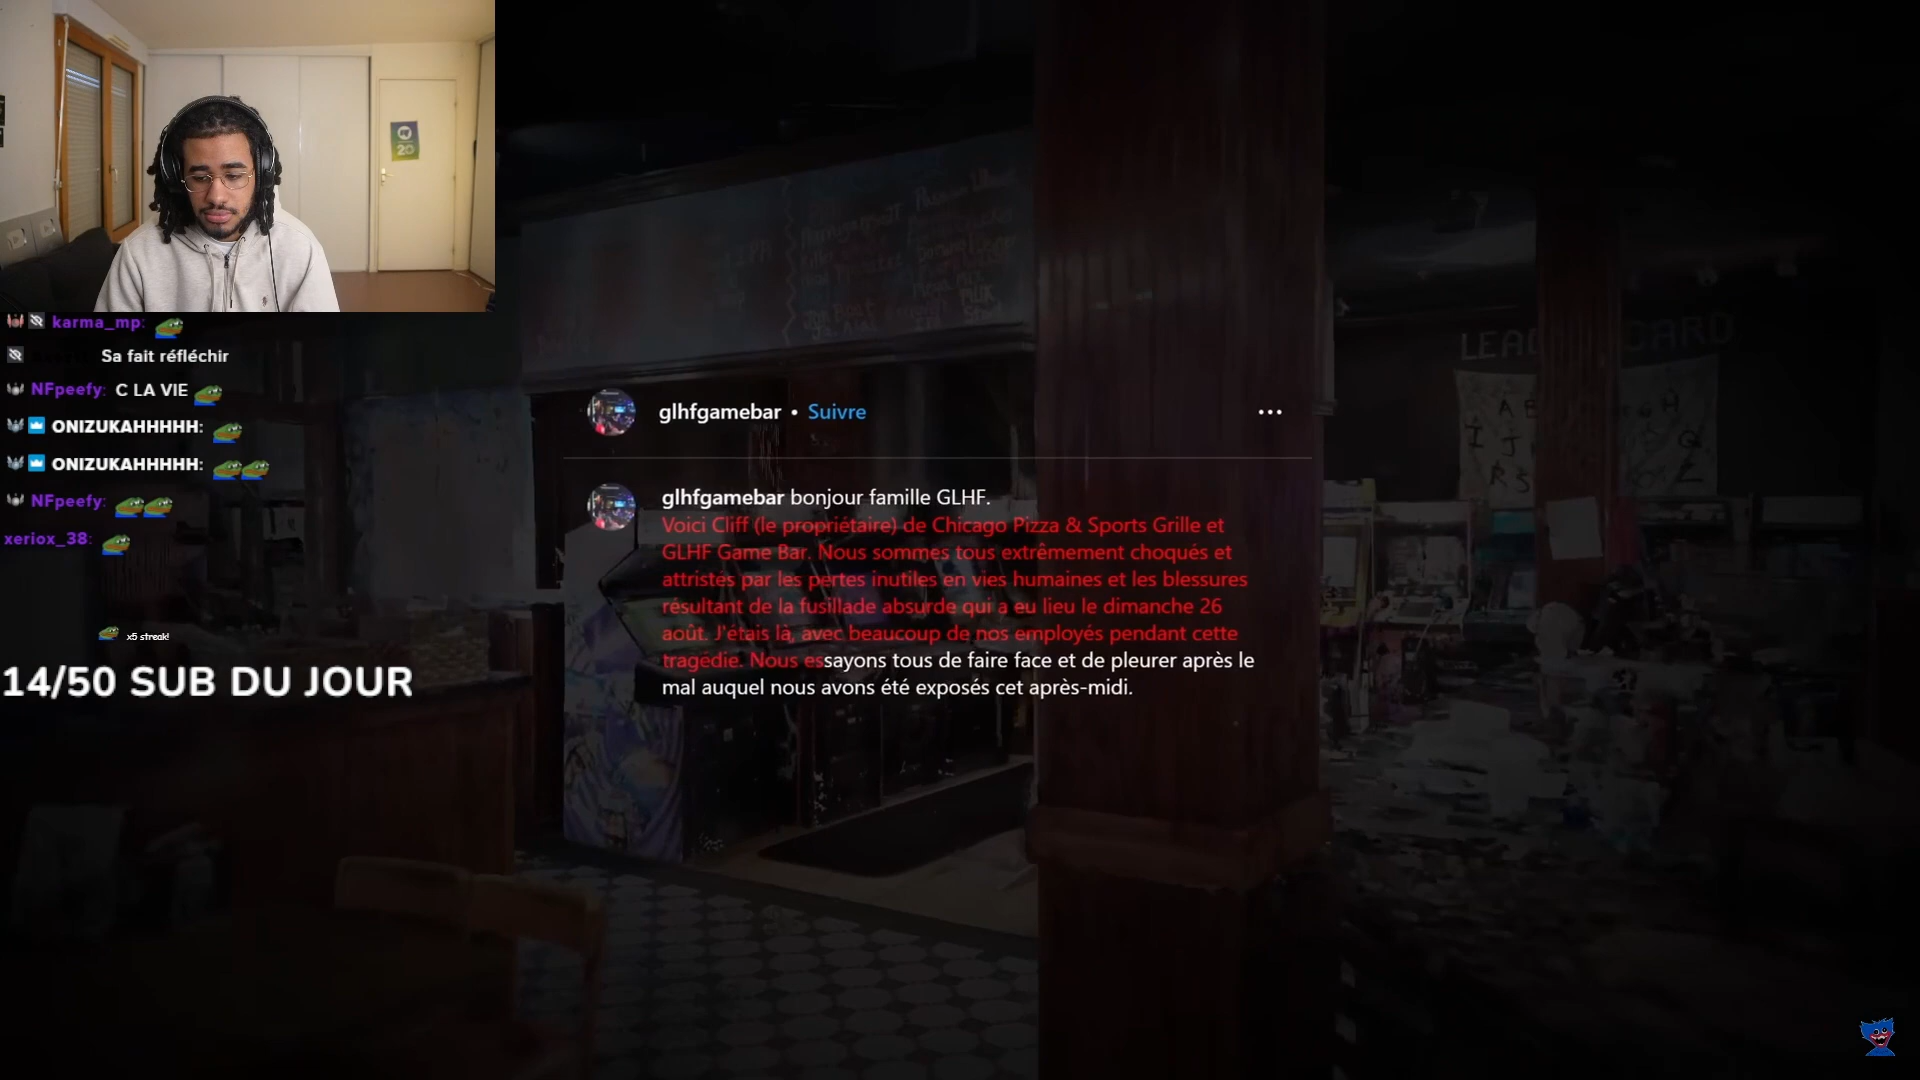 20
karma_mp:
Sa fait réfléchir
NFpeefy: C LA VIE
ONIZUKAHHHHH:
ONIZUKAHHHHH:
NFpeefy:
xeriox_38:
x5 streak!
14/50 SUB DU JOUR
glhfgamebar • Suivre
glhfgamebar bonjour famille GLHF.
Voici Cliff (le propriétaire) de Chicago Pizza & Sports Grille et
GLHF Game Bar. Nous sommes tous extrêmement choqués et
attristés par les pertes inutiles en vies humaines et les blessures
résultant de la fusillade absurde qui a eu lieu le dimanche 26
août. J'étais là, avec beaucoup de nos employés pendant cette
tragédie. Nous essayons tous de faire face et de pleurer après le
mal auquel nous avons été exposés cet après-midi.